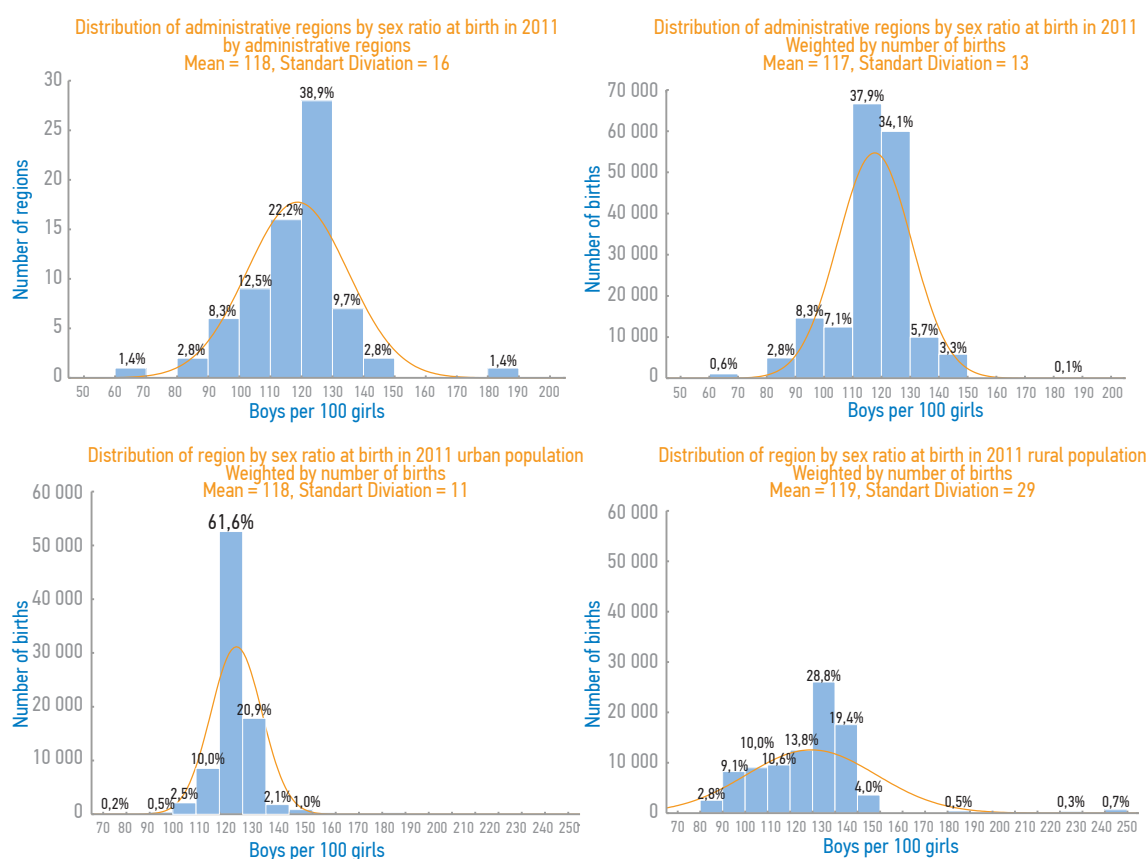 Distribution of administrative regions by sex ratio at birth in 2011
by administrative regions
Mean = 118, Standart Diviation = 16
Number of regions
30
25
20
15
10
5
0
1,4%
2,8%
8,3%
12,5%
22,2%
38,9%
9,7%
2,8%
1,4%
50 60 70 80 90 100 110 120 130 140 150 160 170 180 190 200
Boys per 100 girls
Distribution of administrative regions by sex ratio at birth in 2011
Weighted by number of births
Mean = 117, Standart Diviation = 13
Number of births
70 000
60 000
50 000
40 000
30 000
20 000
10 000
0
0,6%
2,8%
8,3%
7,1%
37,9%
34,1%
5,7%
3,3%
0,1%
50 60 70 80 90 100 110 120 130 140 150 160 170 180 190 200
Boys per 100 girls
Distribution of region by sex ratio at birth in 2011 urban population
Weighted by number of births
Mean = 118, Standart Diviation = 11
Number of births
60 000
50 000
40 000
30 000
20 000
10 000
0
0,2%
0,5%
2,5%
10,0%
61,6%
20,9%
2,1%
1,0%
70 80 90 100 110 120 130 140 150 160 170 180 190 200 210 220 230 240 250
Boys per 100 girls
Distribution of region by sex ratio at birth in 2011 rural population
Weighted by number of births
Mean = 119, Standart Diviation = 29
Number of births
60 000
50 000
40 000
30 000
20 000
10 000
0
2,8%
9,1%
10,0%
10,6%
13,8%
28,8%
19,4%
4,0%
0,5%
0,3%
0,7%
70 80 90 100 110 120 130 140 150 160 170 180 190 200 210 220 230 240 250
Boys per 100 girls